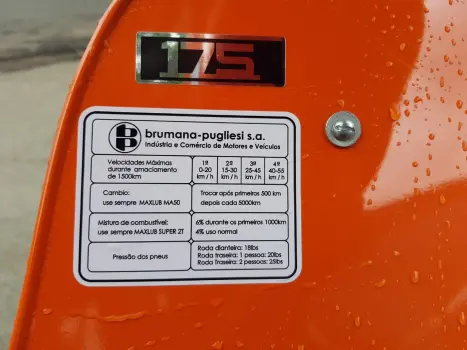 175
B brumana-pugliesi s.a.
Indústria e Comércio de Motores e Veículos
Velocidades Máximas durante amaciamento de 1500km
1ª 2ª 3ª 4ª
0-20 15-30 25-45 40-55
km/h km/h km/h km/h
Cambio: Trocar após primeiros 500 km
use sempre MAXLUB MA50 depois cada 5000km
Mistura de combustível: 6% durante os primeiros 1000km
use sempre MAXLUB SUPER 2T 4% uso normal
Pressão dos pneus
Roda dianteira: 18lbs
Roda traseira: 1 pessoa: 20lbs
Roda traseira: 2 pessoas: 25lbs